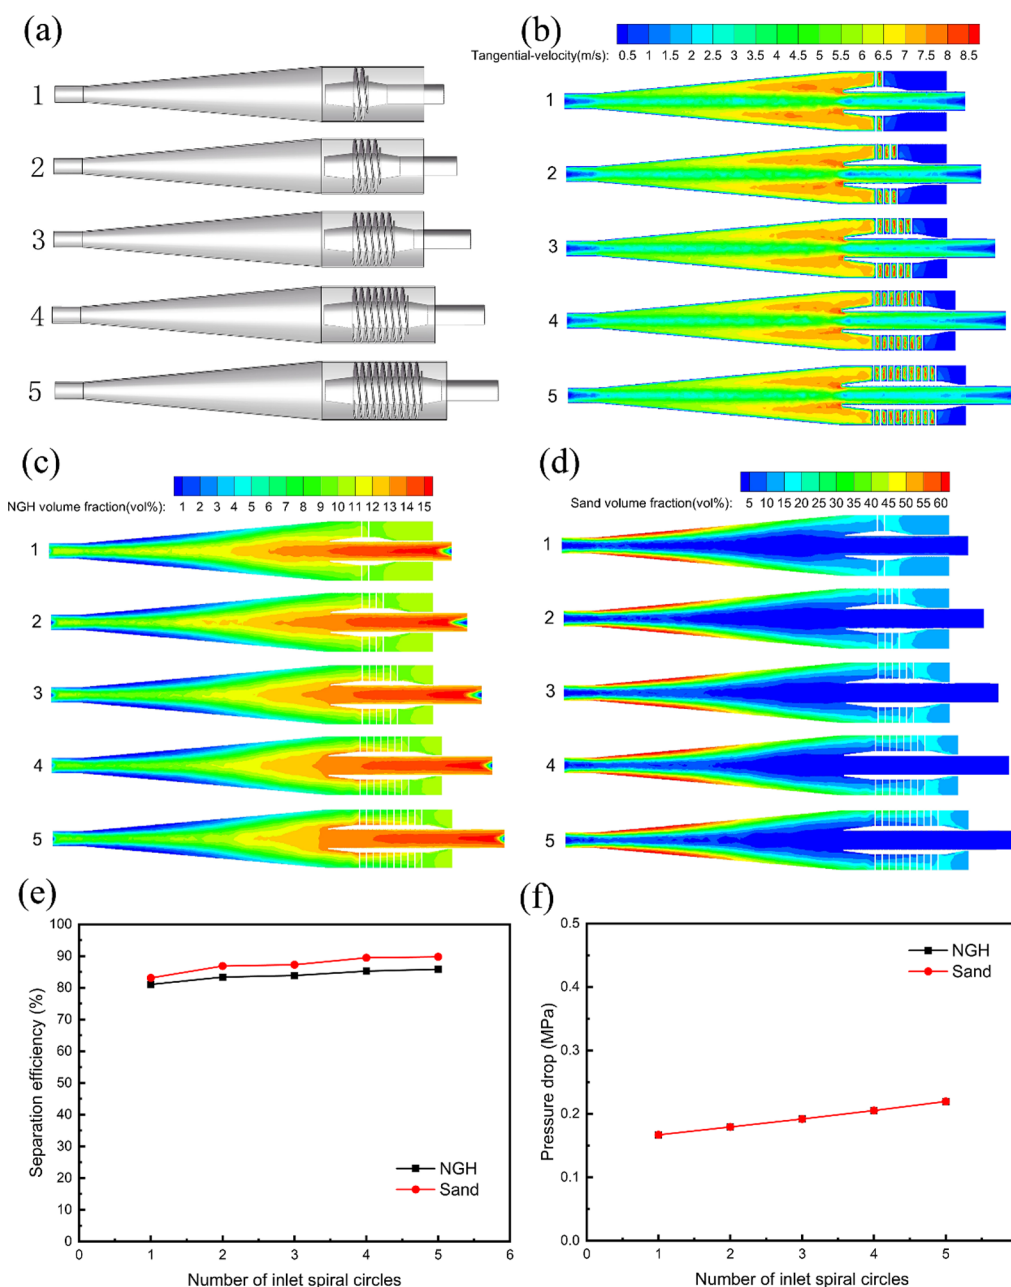 (a)
1
2
3
4
5
(b)
Tangential-velocity(m/s): 0.5 1 1.5 2 2.5 3 3.5 4 4.5 5 5.5 6 6.5 7 7.5 8 8.5
1
2
3
4
5
(c)
NGH volume fraction(vol%): 1 2 3 4 5 6 7 8 9 10 11 12 13 14 15
1
2
3
4
5
(d)
Sand volume fraction(vol%): 5 10 15 20 25 30 35 40 45 50 55 60
1
2
3
4
5
(e)
100
90
80
70
60
50
40
30
20
10
0
Separation efficiency (%)
NGH
Sand
0 1 2 3 4 5 6
Number of inlet spiral circles
(f)
0.5
0.4
0.3
0.2
0.1
0.0
Pressure drop (MPa)
NGH
Sand
0 1 2 3 4 5
Number of inlet spiral circles